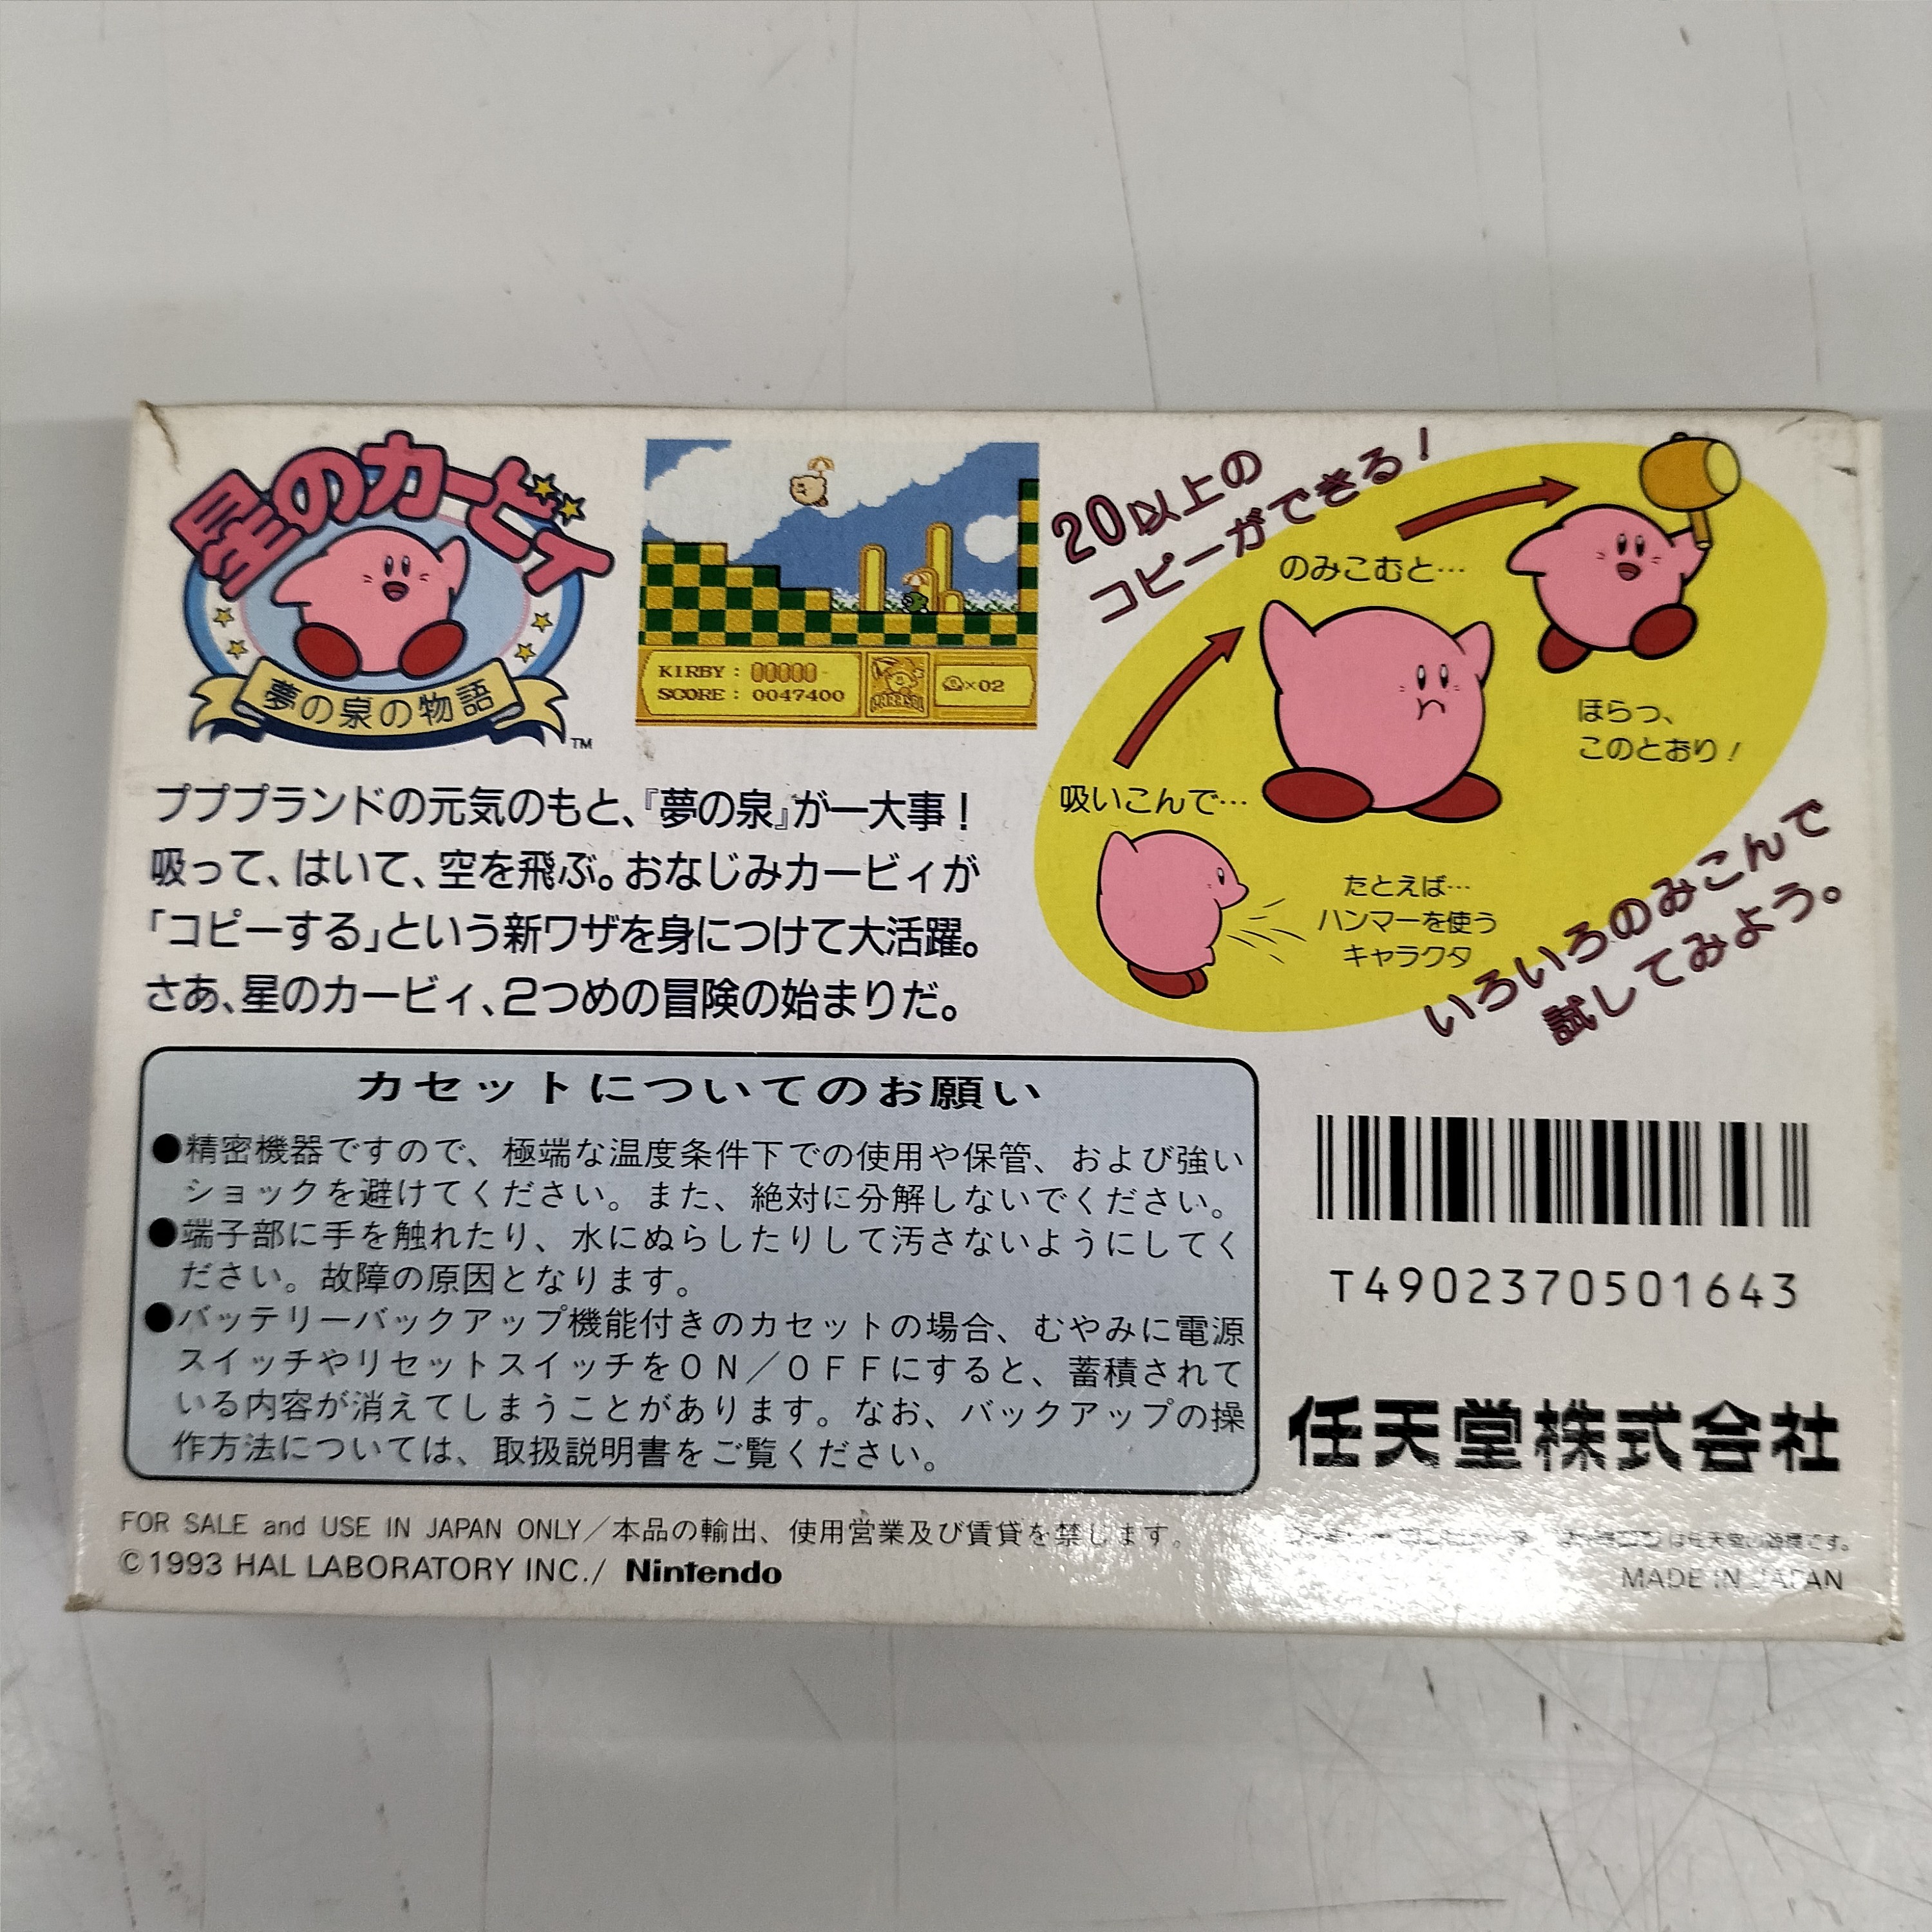 星のカービィ
夢の泉の物語
TM
KIRBY :
SCORE : 0047400
×02
20以上の
コピーができる！
のみこむと…
ほらっ、
このとおり！
吸いこんで…
たとえば…
ハンマーを使う
キャラクタ
いろいろのみこんで
試してみよう。
プププランドの元気のもと、『夢の泉』が一大事！
吸って、はいて、空を飛ぶ。おなじみカービィが
「コピーする」という新ワザを身につけて大活躍。
さあ、星のカービィ、2つめの冒険の始まりだ。
カセットについてのお願い
●精密機器ですので、極端な温度条件下での使用や保管、および強い
ショックを避けてください。また、絶対に分解しないでください。
●端子部に手を触れたり、水にぬらしたりして汚さないようにしてく
ださい。故障の原因となります。
●バッテリーバックアップ機能付きのカセットの場合、むやみに電源
スイッチやリセットスイッチをＯＮ／ＯＦＦにすると、蓄積されて
いる内容が消えてしまうことがあります。なお、バックアップの操
作方法については、取扱説明書をご覧ください。
T4902370501643
任天堂株式会社
FOR SALE and USE IN JAPAN ONLY／本品の輸出、使用営業及び賃貸を禁じます。
©1993 HAL LABORATORY INC./ Nintendo
は任天堂の商標です。
MADE IN JAPAN